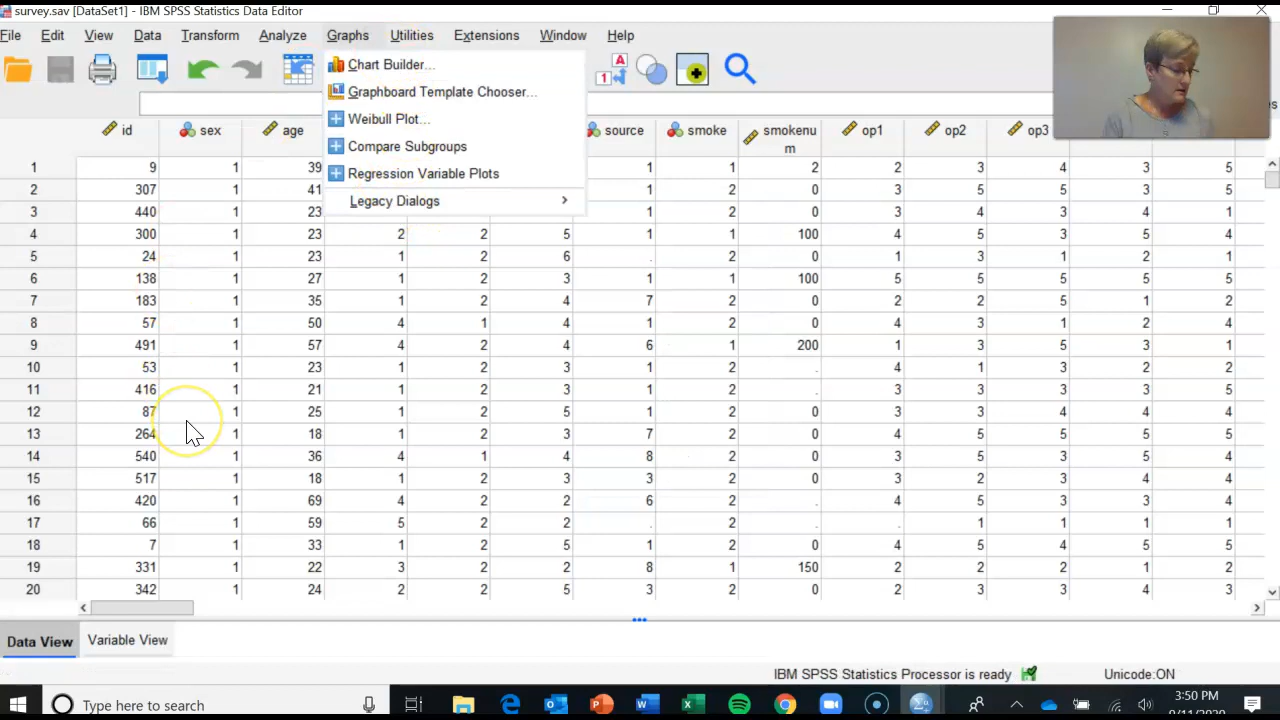 survey.sav [DataSet1] - IBM SPSS Statistics Data Editor
File Edit View Data Transform Analyze Graphs Utilities Extensions Window Help
Chart Builder...
Graphboard Template Chooser...
Weibull Plot...
Compare Subgroups
Regression Variable Plots
Legacy Dialogs
id sex age source smoke smokenu op1 op2 op3
m
1 9 1 39 1 1 2 2 3 4 3 5
2 307 1 41 1 2 0 3 5 5 3 5
3 440 1 23 1 2 0 3 4 3 4 1
4 300 1 23 2 2 5 1 1 100 4 5 3 5 4
5 24 1 23 1 2 6 . 2 0 1 3 1 2 1
6 138 1 27 1 2 3 1 1 100 5 5 5 5 5
7 183 1 35 1 2 4 7 2 0 2 2 5 1 2
8 57 1 50 4 1 4 1 2 0 4 3 1 2 4
9 491 1 57 4 2 4 6 1 200 1 3 5 3 1
10 53 1 23 1 2 3 1 2 . 4 1 3 2 2
11 416 1 21 1 2 3 1 2 . 3 3 3 3 5
12 87 1 25 1 2 5 1 2 0 3 3 4 4 4
13 264 1 18 1 2 3 7 2 0 4 5 5 5 5
14 540 1 36 4 1 4 8 2 0 3 5 3 5 4
15 517 1 18 1 2 3 3 2 0 3 2 3 4 4
16 420 1 69 4 2 2 6 2 . 4 5 3 3 4
17 66 1 59 5 2 2 . 2 . . 1 1 1 1
18 7 1 33 1 2 5 1 2 0 4 5 4 5 5
19 331 1 22 3 2 2 8 1 150 2 2 2 1 2
20 342 1 24 2 2 5 3 2 0 2 3 3 4 3
Data View Variable View
IBM SPSS Statistics Processor is ready Unicode:ON
Type here to search
3:50 PM
9/11/2020